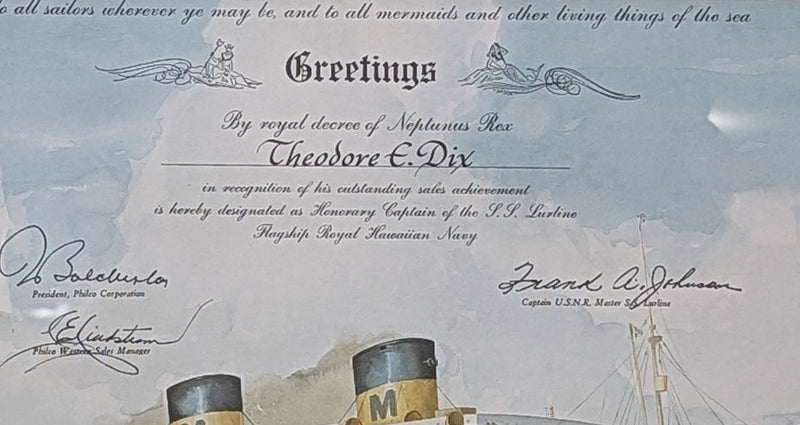 o all sailors wherever ye may be, and to all mermaids and other living things of the sea
Greetings
By royal decree of Neptunus Rex
Theodore E. Dix
in recognition of his outstanding sales achievement
is hereby designated as Honorary Captain of the S.S. Lurline
Flagship Royal Hawaiian Navy
President, Philco Corporation
Frank A. Johnson
Captain U.S.N.R. Master S.S. Lurline
Philco Western Sales Manager
M
M